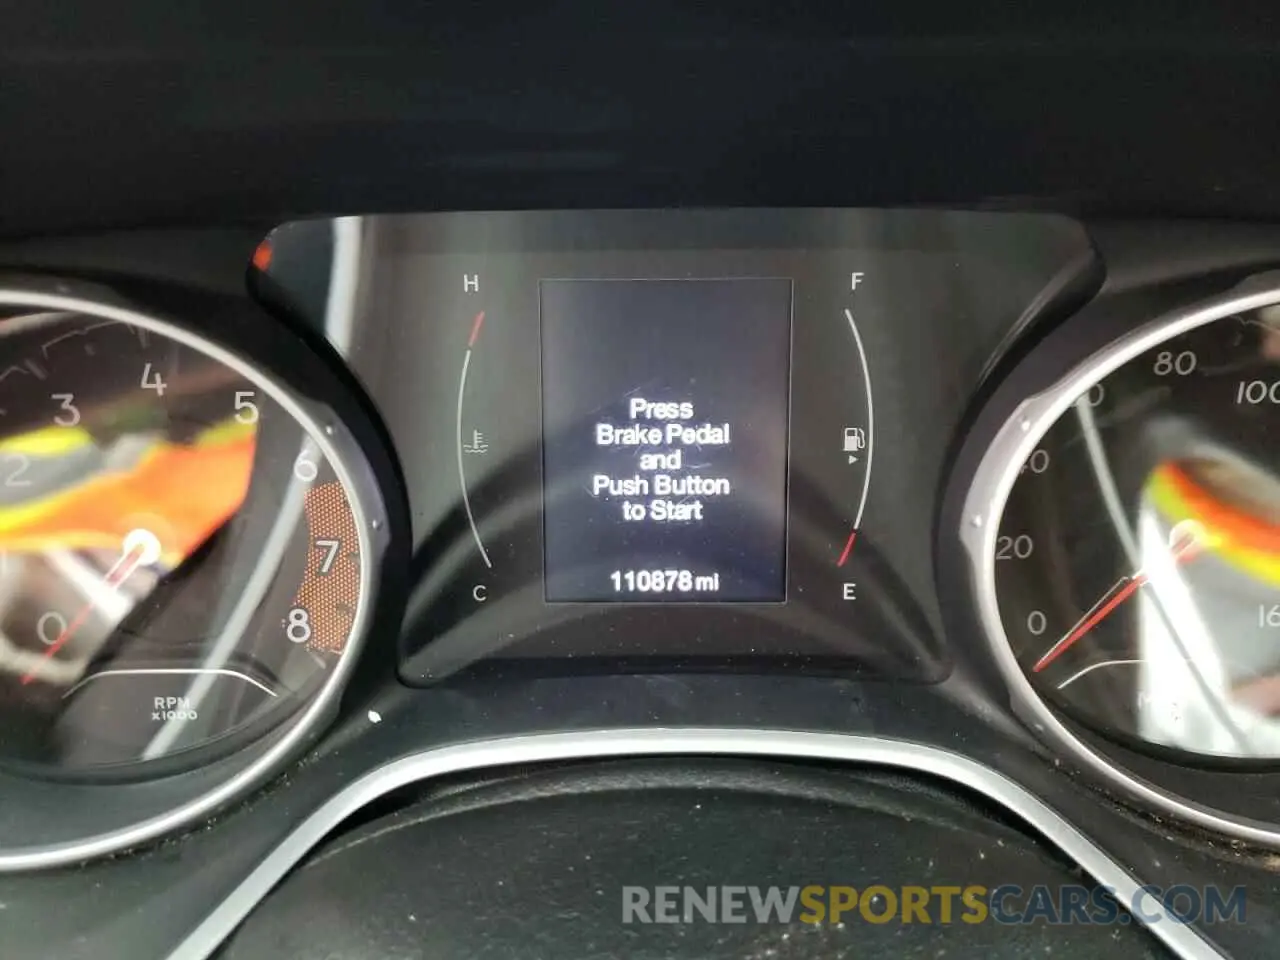 H
F
Press
Brake Pedal
and
Push Button
to Start
110878 mi
C
E
0
2
3
4
5
6
7
8
RPM
x1000
0
20
80
100
RENEWSPORTSCARS.COM